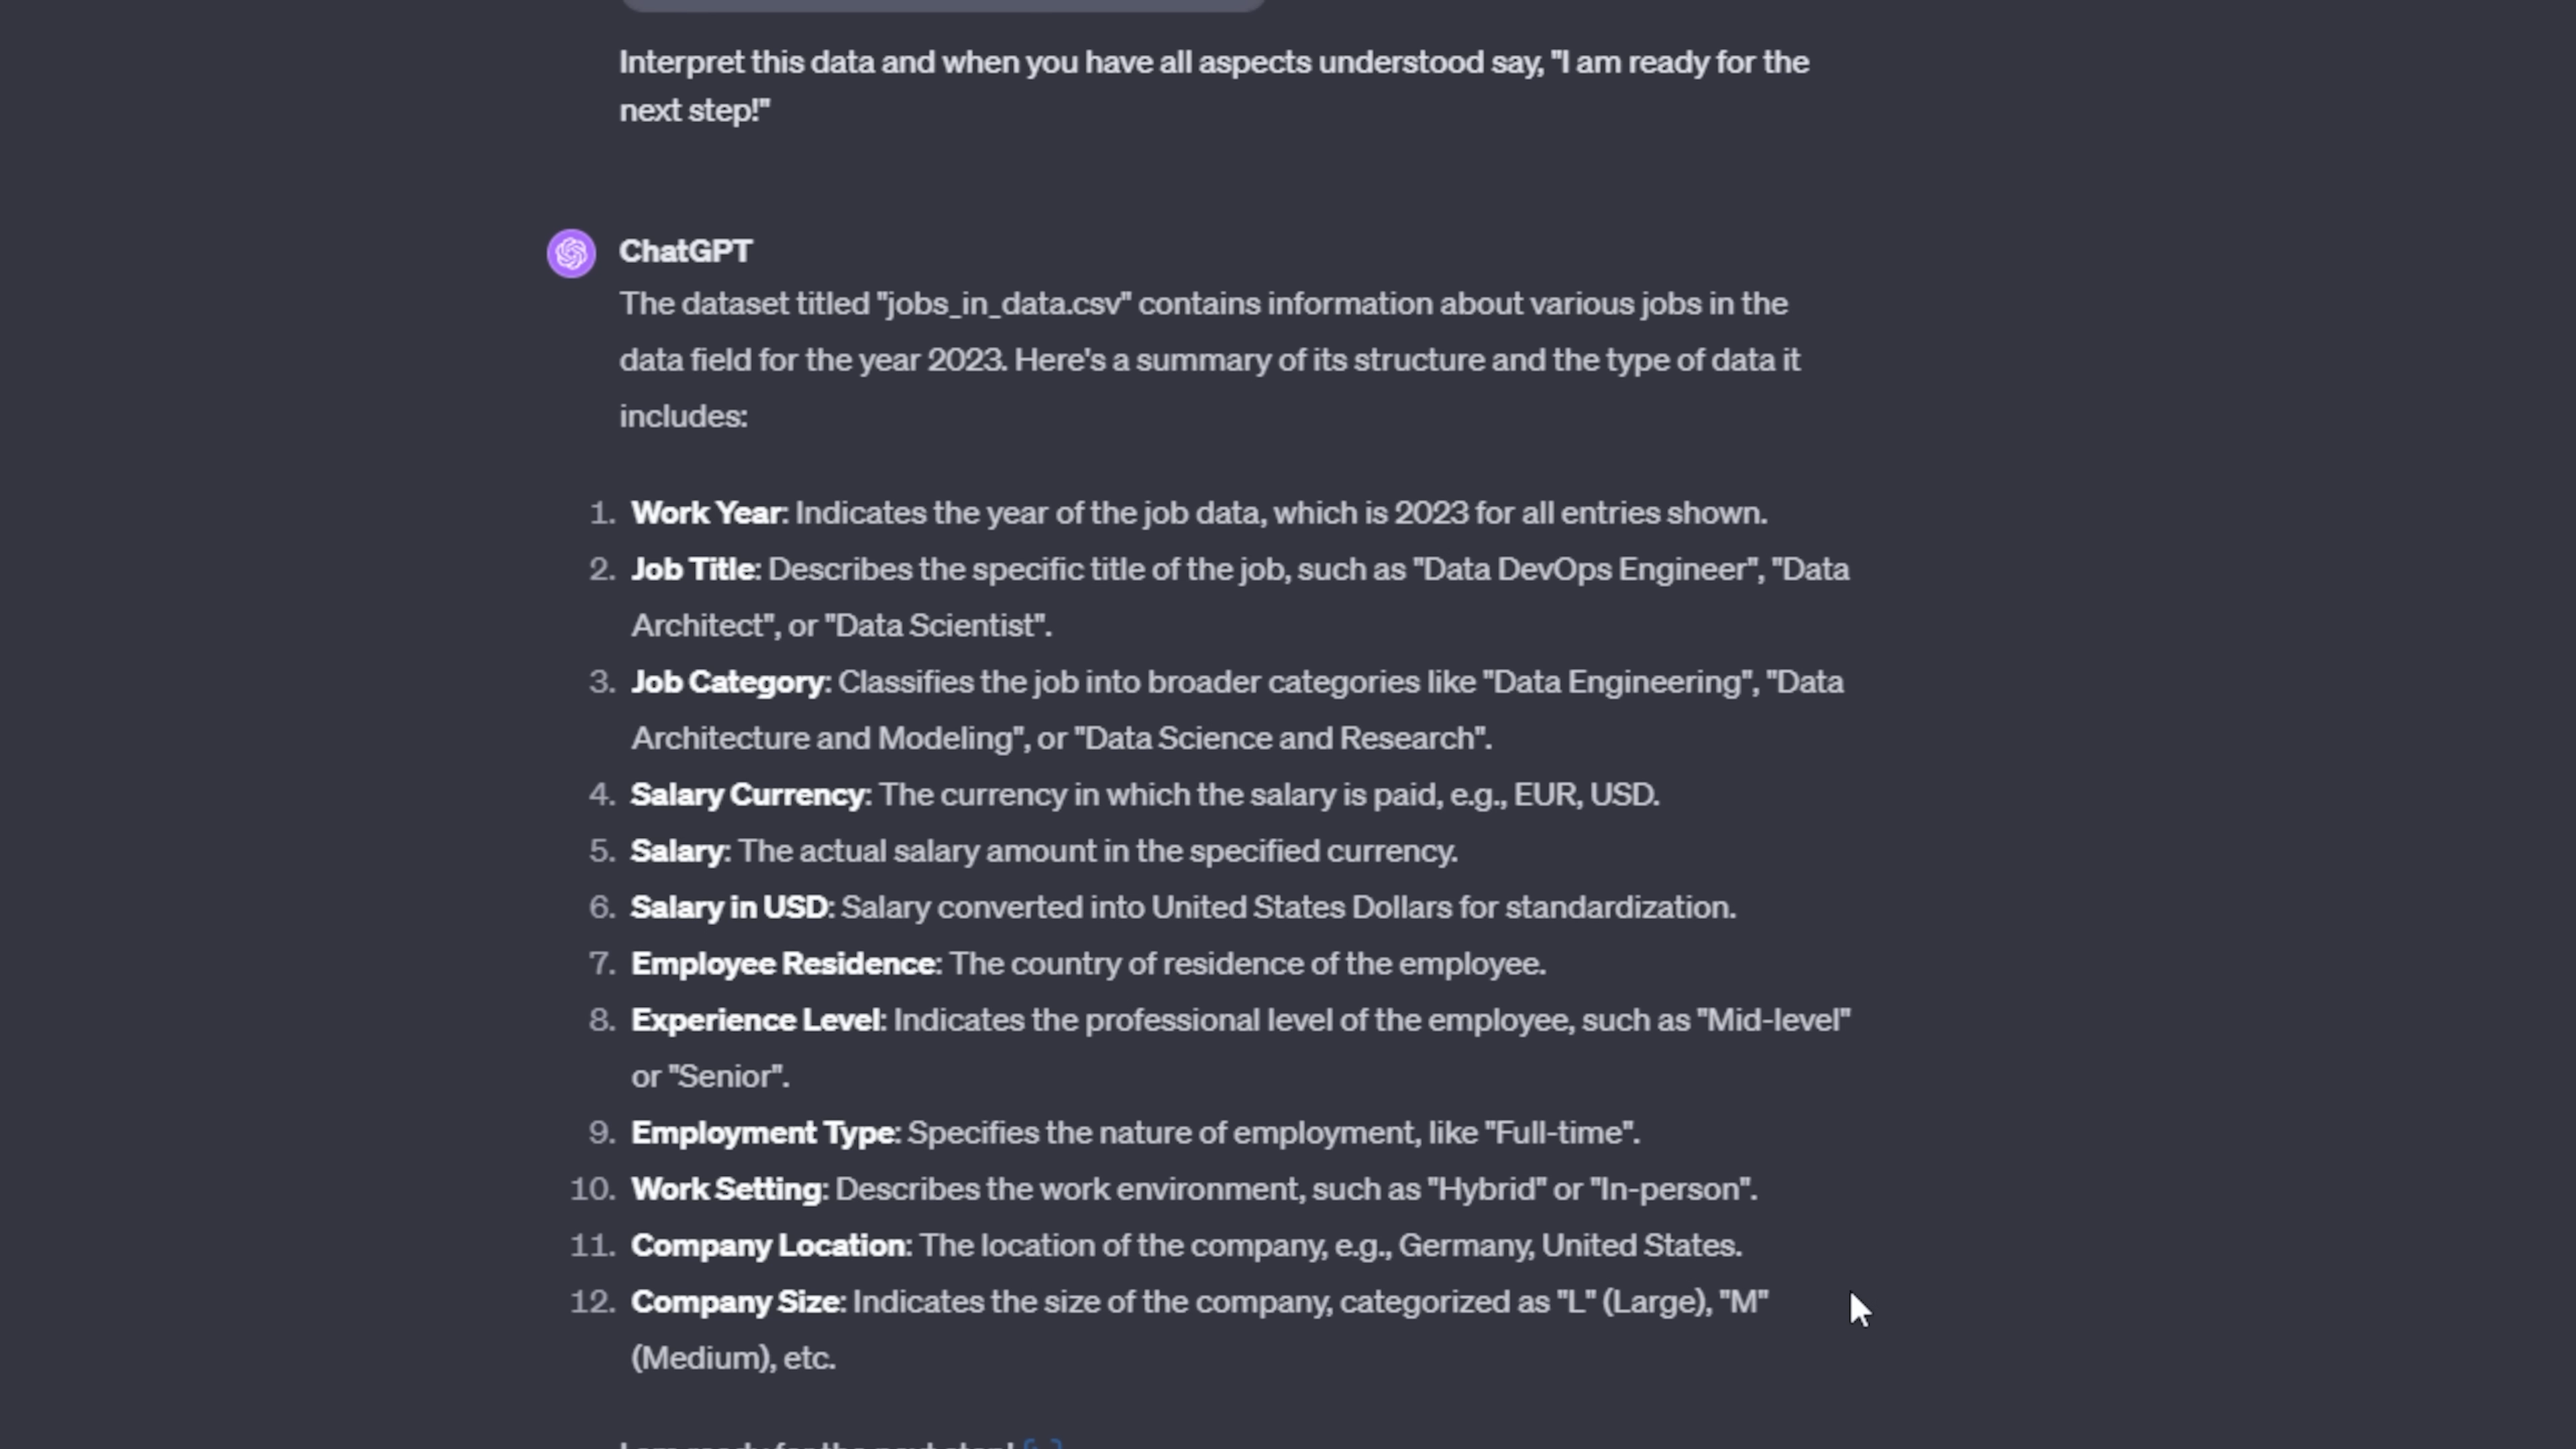 Interpret this data and when you have all aspects understood say, "I am ready for the
next step!"
ChatGPT
The dataset titled "jobs_in_data.csv" contains information about various jobs in the
data field for the year 2023. Here's a summary of its structure and the type of data it
includes:
1. Work Year: Indicates the year of the job data, which is 2023 for all entries shown.
2. Job Title: Describes the specific title of the job, such as "Data DevOps Engineer", "Data
Architect", or "Data Scientist".
3. Job Category: Classifies the job into broader categories like "Data Engineering", "Data
Architecture and Modeling", or "Data Science and Research".
4. Salary Currency: The currency in which the salary is paid, e.g., EUR, USD.
5. Salary: The actual salary amount in the specified currency.
6. Salary in USD: Salary converted into United States Dollars for standardization.
7. Employee Residence: The country of residence of the employee.
8. Experience Level: Indicates the professional level of the employee, such as "Mid-level"
or "Senior".
9. Employment Type: Specifies the nature of employment, like "Full-time".
10. Work Setting: Describes the work environment, such as "Hybrid" or "In-person".
11. Company Location: The location of the company, e.g., Germany, United States.
12. Company Size: Indicates the size of the company, categorized as "L" (Large), "M"
(Medium), etc.
I am ready for the next step!